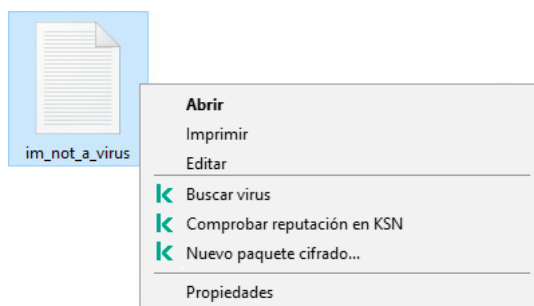 im_not_a_virus
Abrir
Imprimir
Editar
Buscar virus
Comprobar reputación en KSN
Nuevo paquete cifrado...
Propiedades